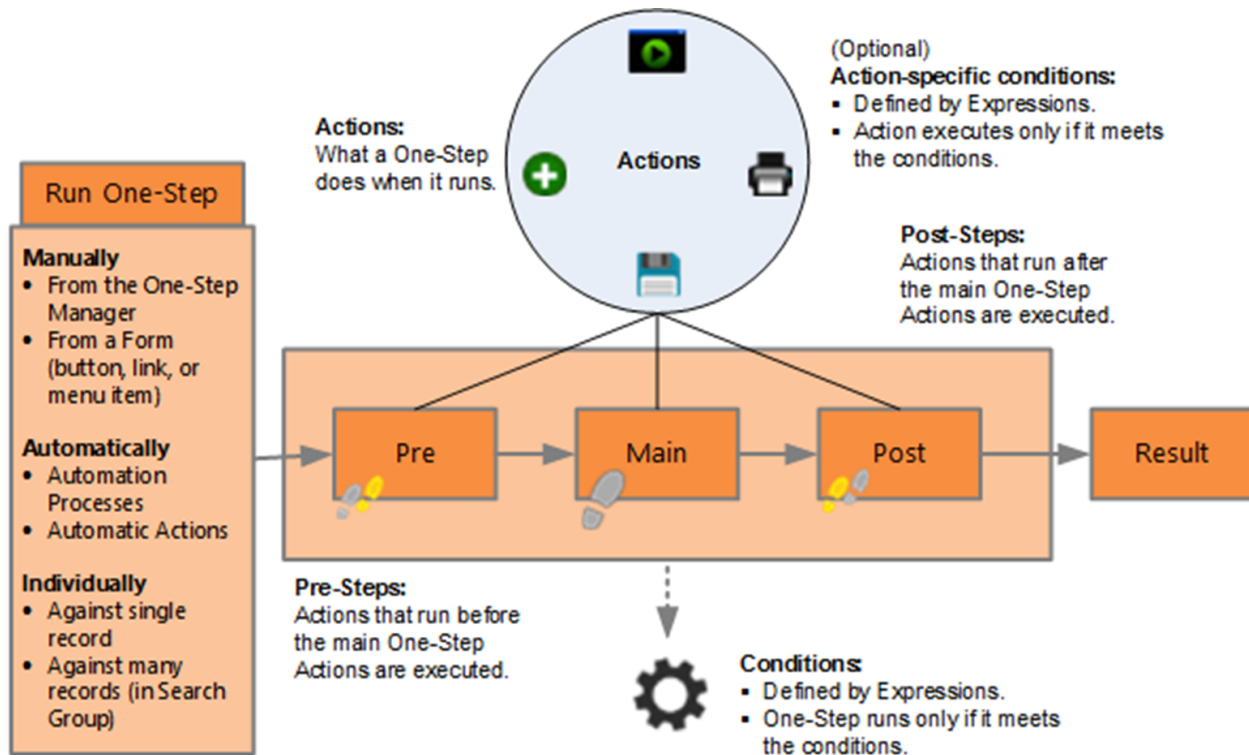 Run One-Step
Manually
• From the One-Step
Manager
• From a Form
(button, link, or
menu item)
Automatically
• Automation
Processes
• Automatic Actions
Individually
• Against single
record
• Against many
records (in Search
Group)
Actions:
What a One-Step
does when it runs.
Actions
(Optional)
Action-specific conditions:
▪ Defined by Expressions.
▪ Action executes only if it meets
the conditions.
Post-Steps:
Actions that run after
the main One-Step
Actions are executed.
Pre
Main
Post
Result
Pre-Steps:
Actions that run before
the main One-Step
Actions are executed.
Conditions:
▪ Defined by Expressions.
▪ One-Step runs only if it meets
the conditions.